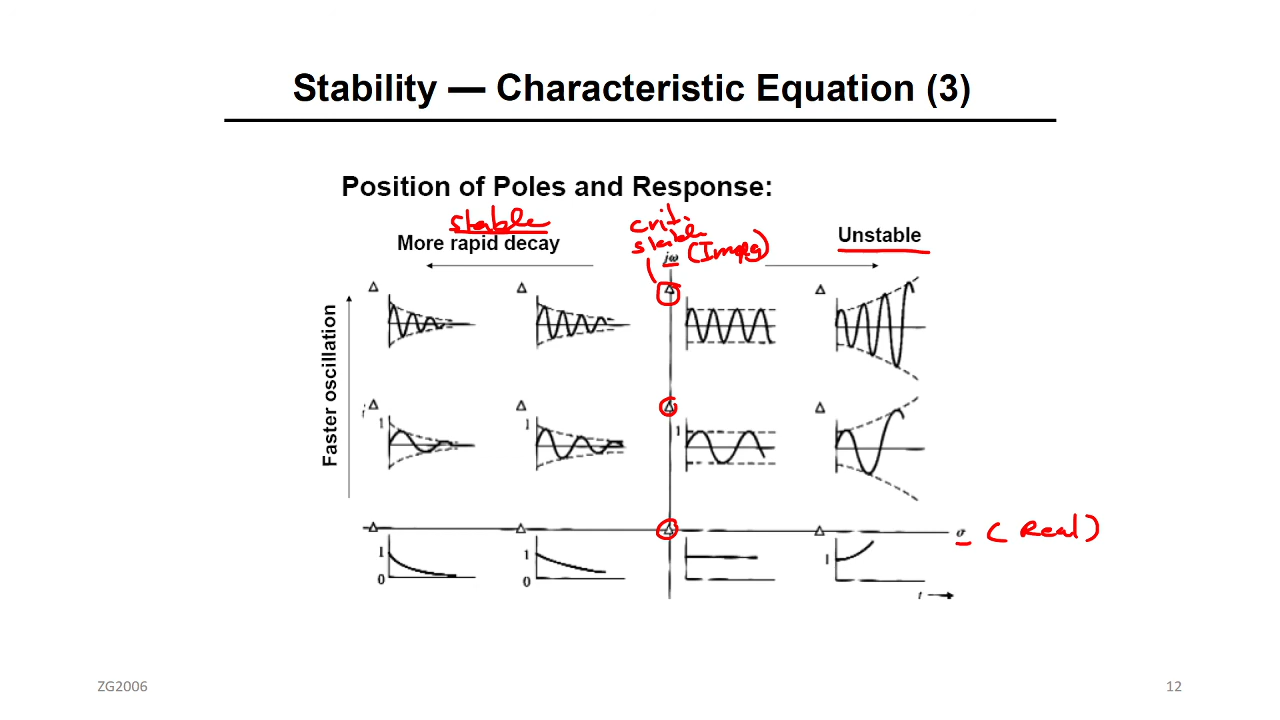 Stability — Characteristic Equation (3)
Position of Poles and Response:
stable
More rapid decay
crit.
stable
jω (Imag)
Unstable
Faster oscillation
1
1
1
σ (Real)
1
0
1
0
1
t
ZG2006
12